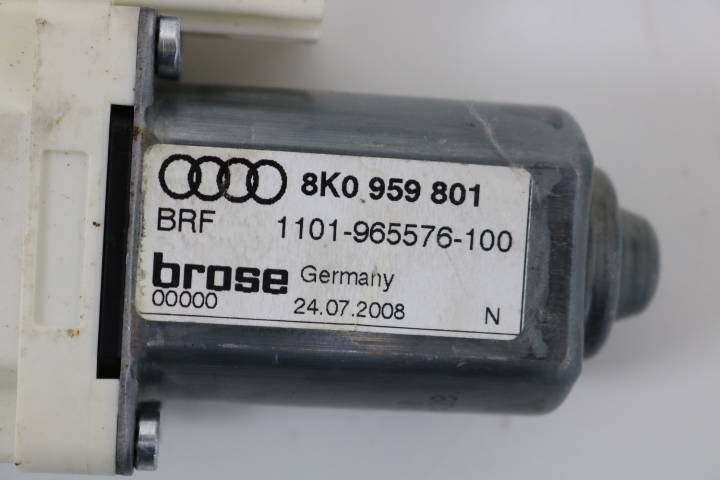 8K0 959 801
BRF 1101-965576-100
brose Germany
00000 24.07.2008 N